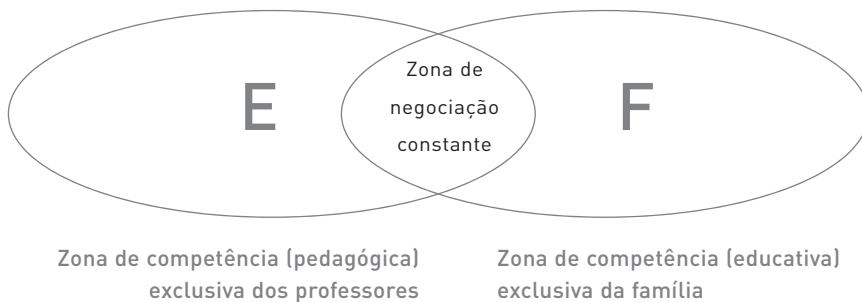 E
Zona de
negociação
constante
F
Zona de competência (pedagógica)
exclusiva dos professores
Zona de competência (educativa)
exclusiva da família